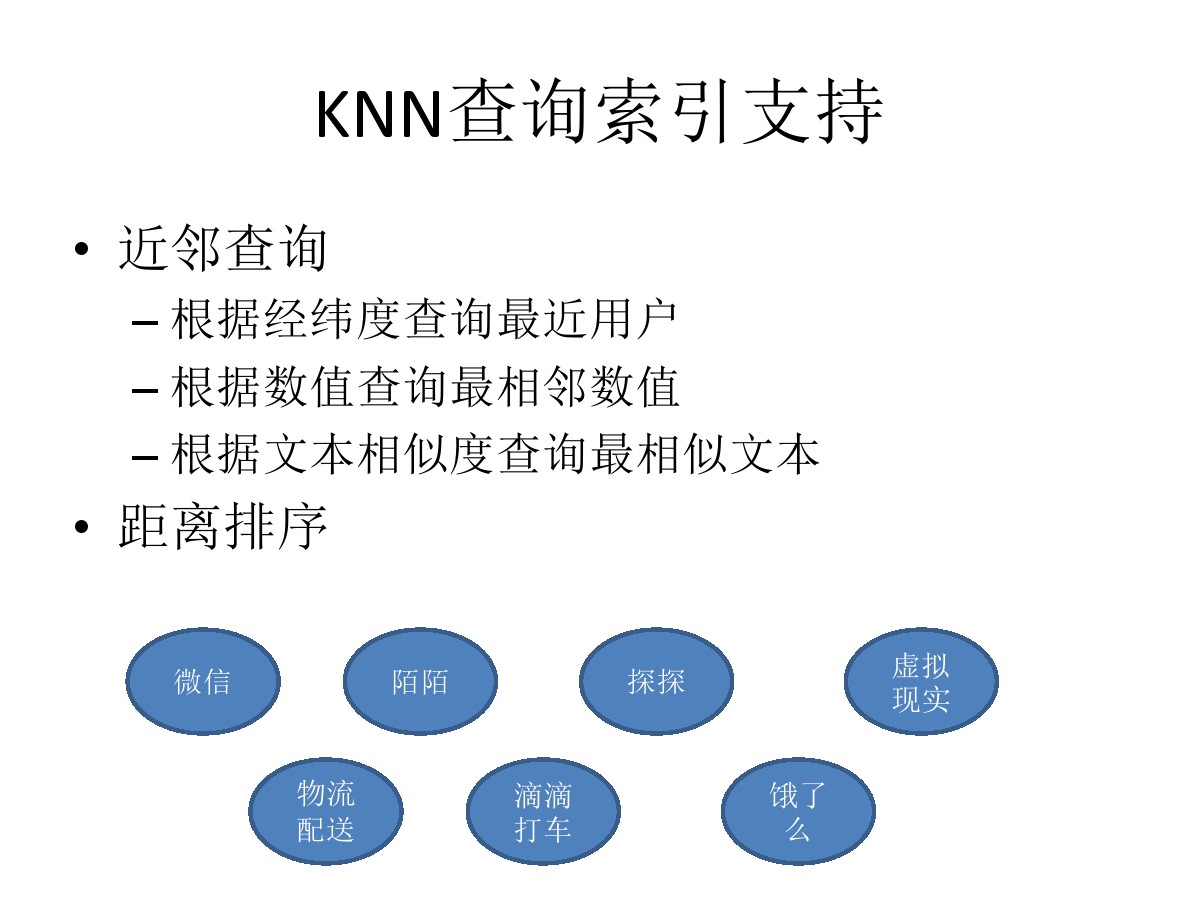 KNN查询索引支持
• 近邻查询
– 根据经纬度查询最近用户
– 根据数值查询最相邻数值
– 根据文本相似度查询最相似文本
• 距离排序
微信
陌陌
探探
虚拟
现实
物流
配送
滴滴
打车
饿了
么